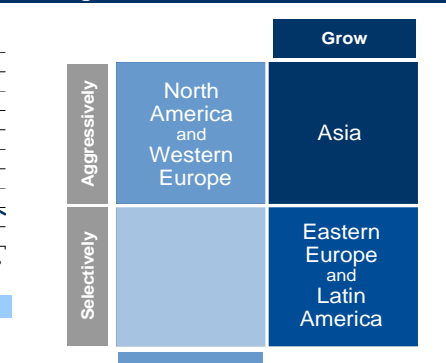 Grow
Aggressively
North
America
and
Western
Europe
Asia
Selectively
Eastern
Europe
and
Latin
America